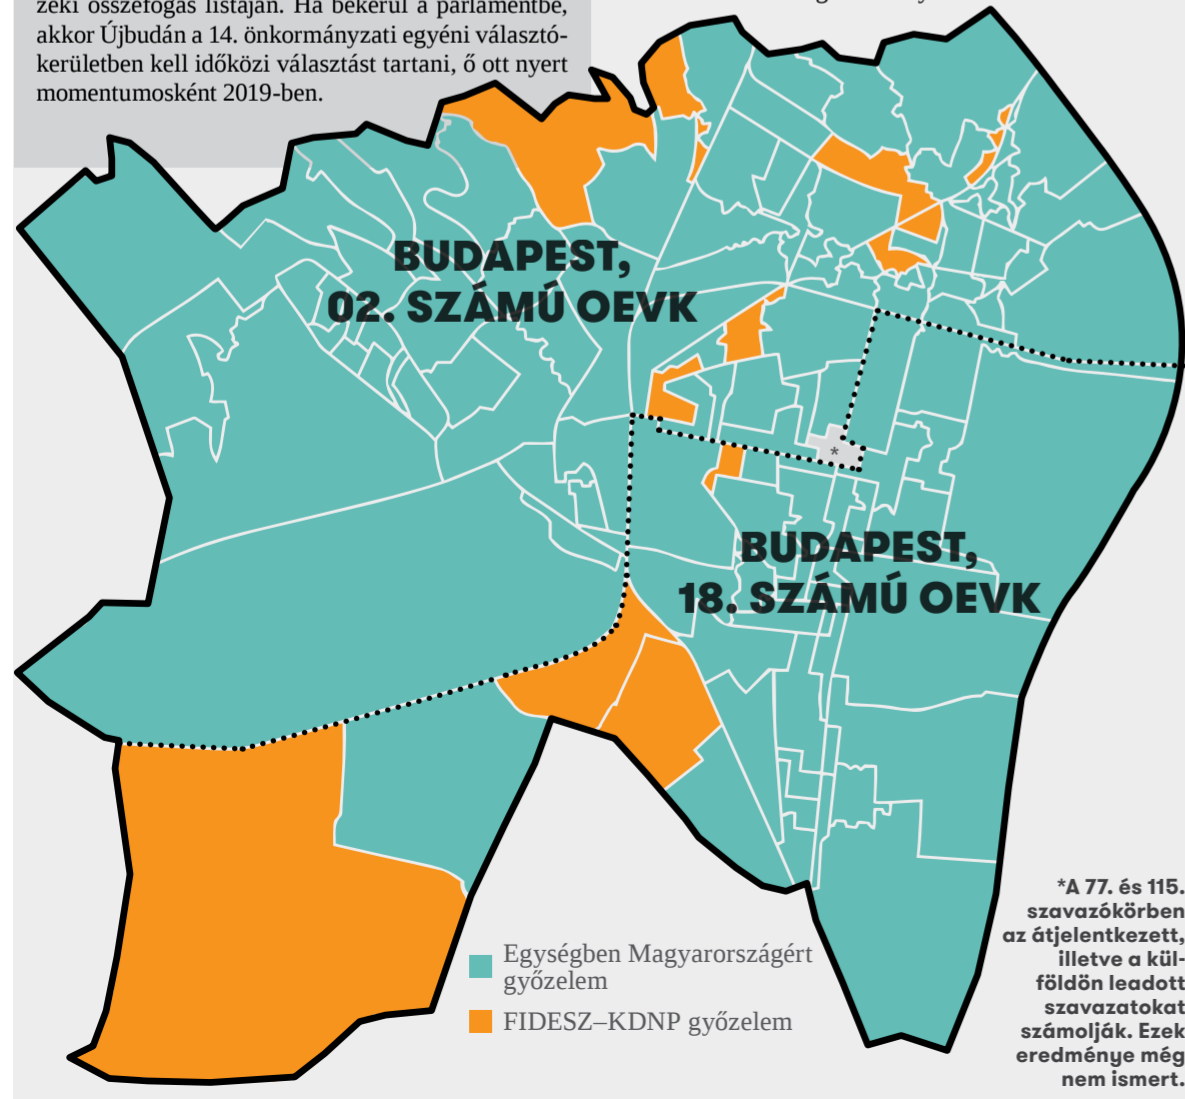 zéki összefogás listáján. Ha bekerül a parlamentbe,
akkor Újbudán a 14. önkormányzati egyéni választó-
kerületben kell időközi választást tartani, ő ott nyert
momentumosként 2019-ben.
BUDAPEST,
02. SZÁMÚ OEVK
*
BUDAPEST,
18. SZÁMÚ OEVK
Egységben Magyarországért
győzelem
FIDESZ–KDNP győzelem
*A 77. és 115.
szavazókörben
az átjelentkezett,
illetve a kül-
földön leadott
szavazatokat
számolják. Ezek
eredménye még
nem ismert.